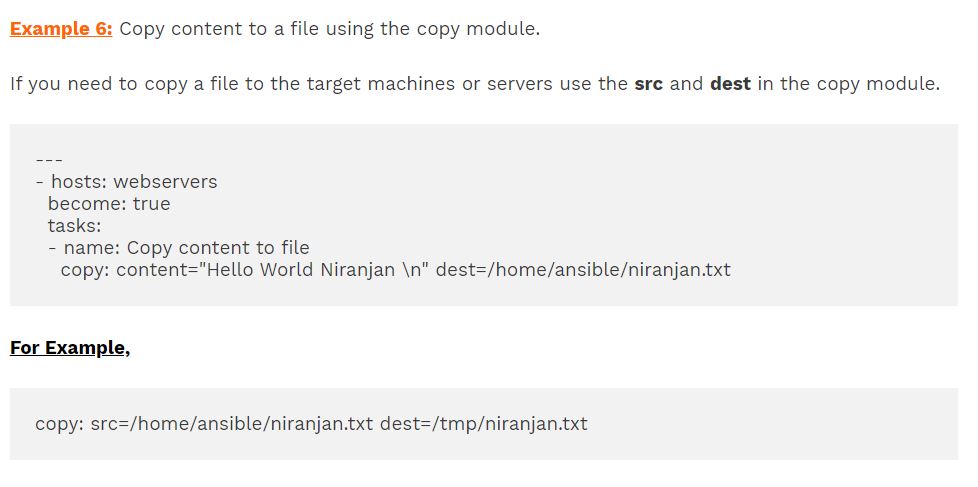 Example 6: Copy content to a file using the copy module.
If you need to copy a file to the target machines or servers use the src and dest in the copy module.
---
- hosts: webservers
  become: true
  tasks:
  - name: Copy content to file
    copy: content="Hello World Niranjan \n" dest=/home/ansible/niranjan.txt
For Example,
copy: src=/home/ansible/niranjan.txt dest=/tmp/niranjan.txt